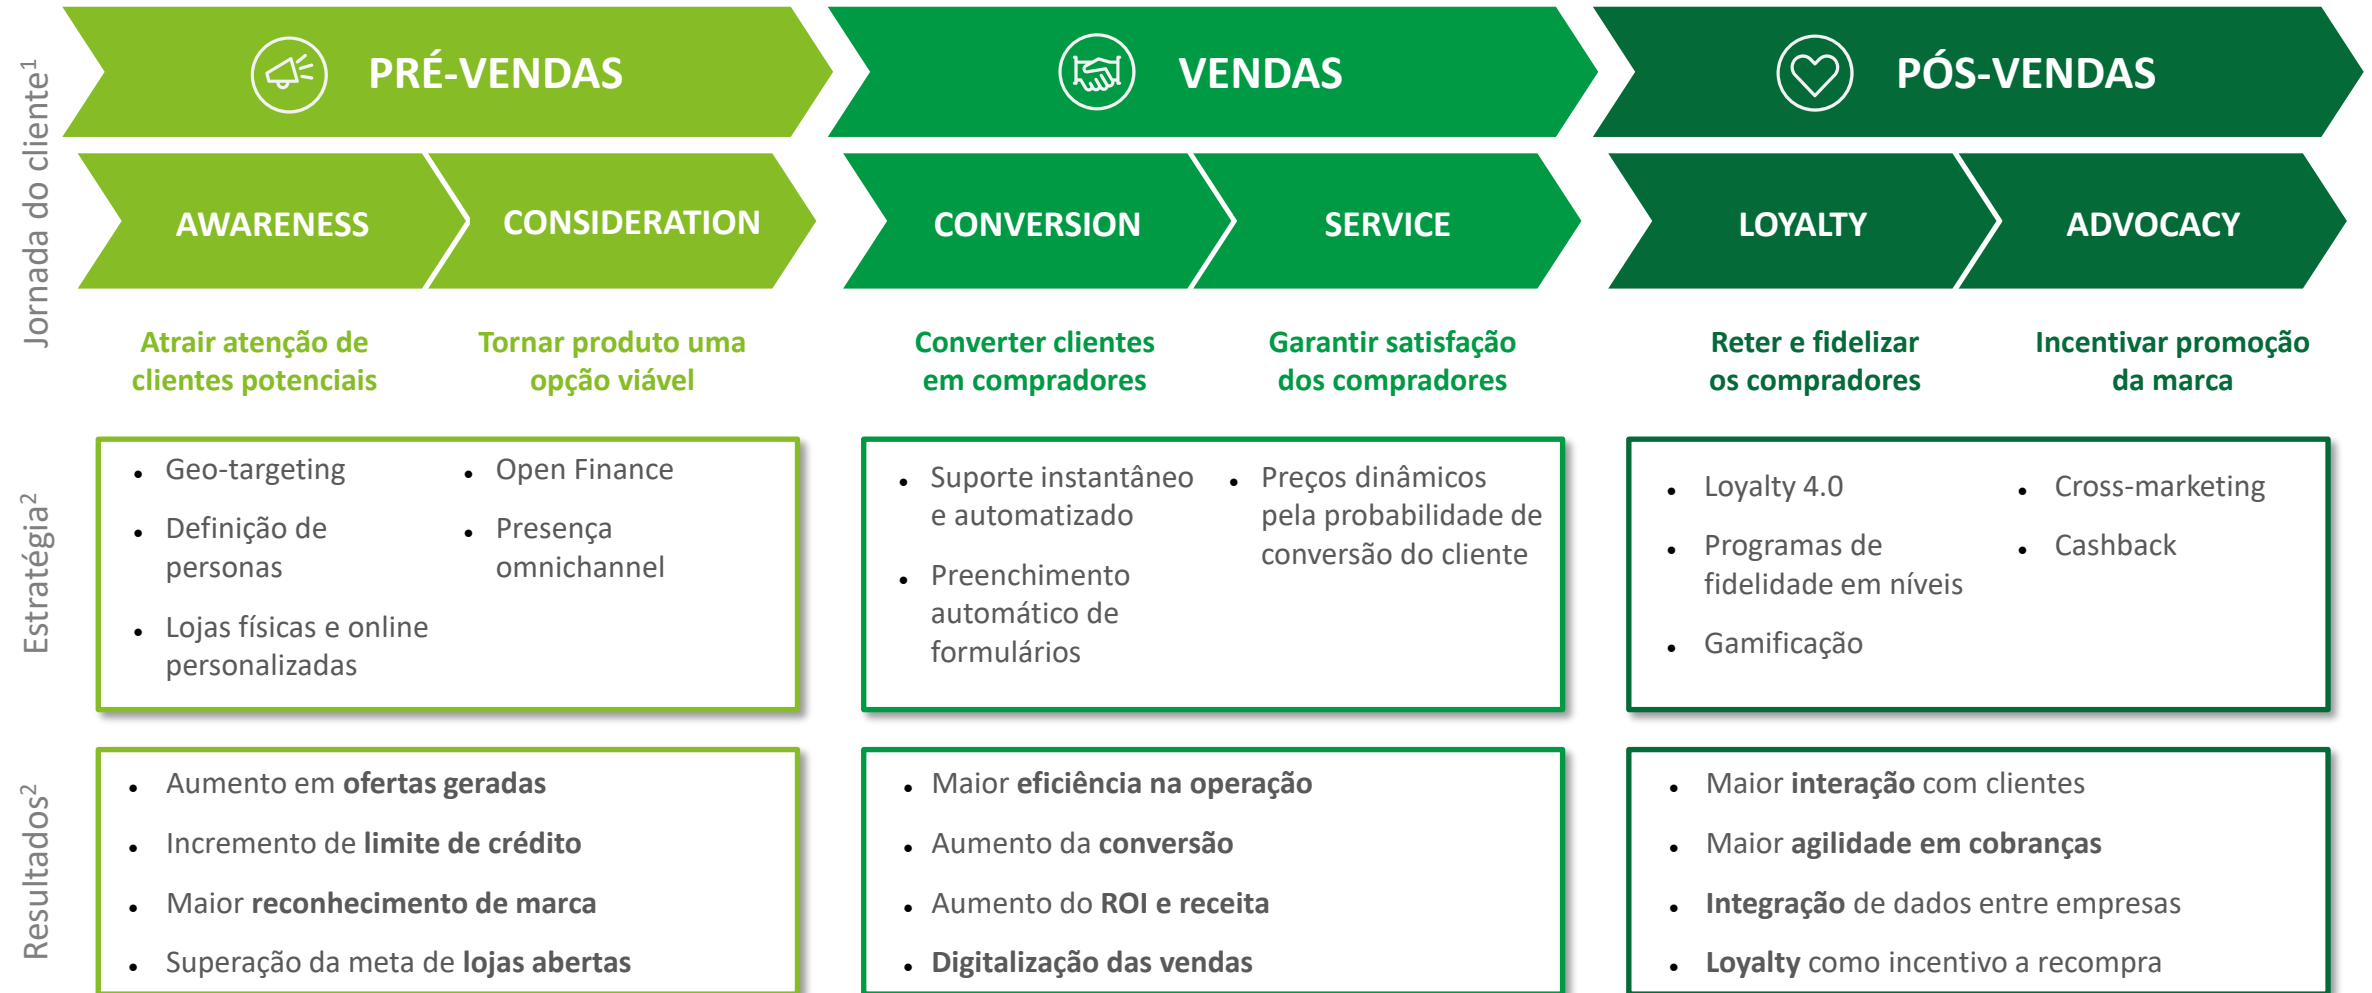 Jornada do cliente1
PRÉ-VENDAS
VENDAS
PÓS-VENDAS
AWARENESS
CONSIDERATION
CONVERSION
SERVICE
LOYALTY
ADVOCACY
Atrair atenção de
clientes potenciais
Tornar produto uma
opção viável
Converter clientes
em compradores
Garantir satisfação
dos compradores
Reter e fidelizar
os compradores
Incentivar promoção
da marca
Estratégia2
• Geo-targeting
• Definição de
personas
• Lojas físicas e online
personalizadas
• Open Finance
• Presença
omnichannel
• Suporte instantâneo
e automatizado
• Preenchimento
automático de
formulários
• Preços dinâmicos
pela probabilidade de
conversão do cliente
• Loyalty 4.0
• Programas de
fidelidade em níveis
• Gamificação
• Cross-marketing
• Cashback
Resultados2
• Aumento em ofertas geradas
• Incremento de limite de crédito
• Maior reconhecimento de marca
• Superação da meta de lojas abertas
• Maior eficiência na operação
• Aumento da conversão
• Aumento do ROI e receita
• Digitalização das vendas
• Maior interação com clientes
• Maior agilidade em cobranças
• Integração de dados entre empresas
• Loyalty como incentivo a recompra